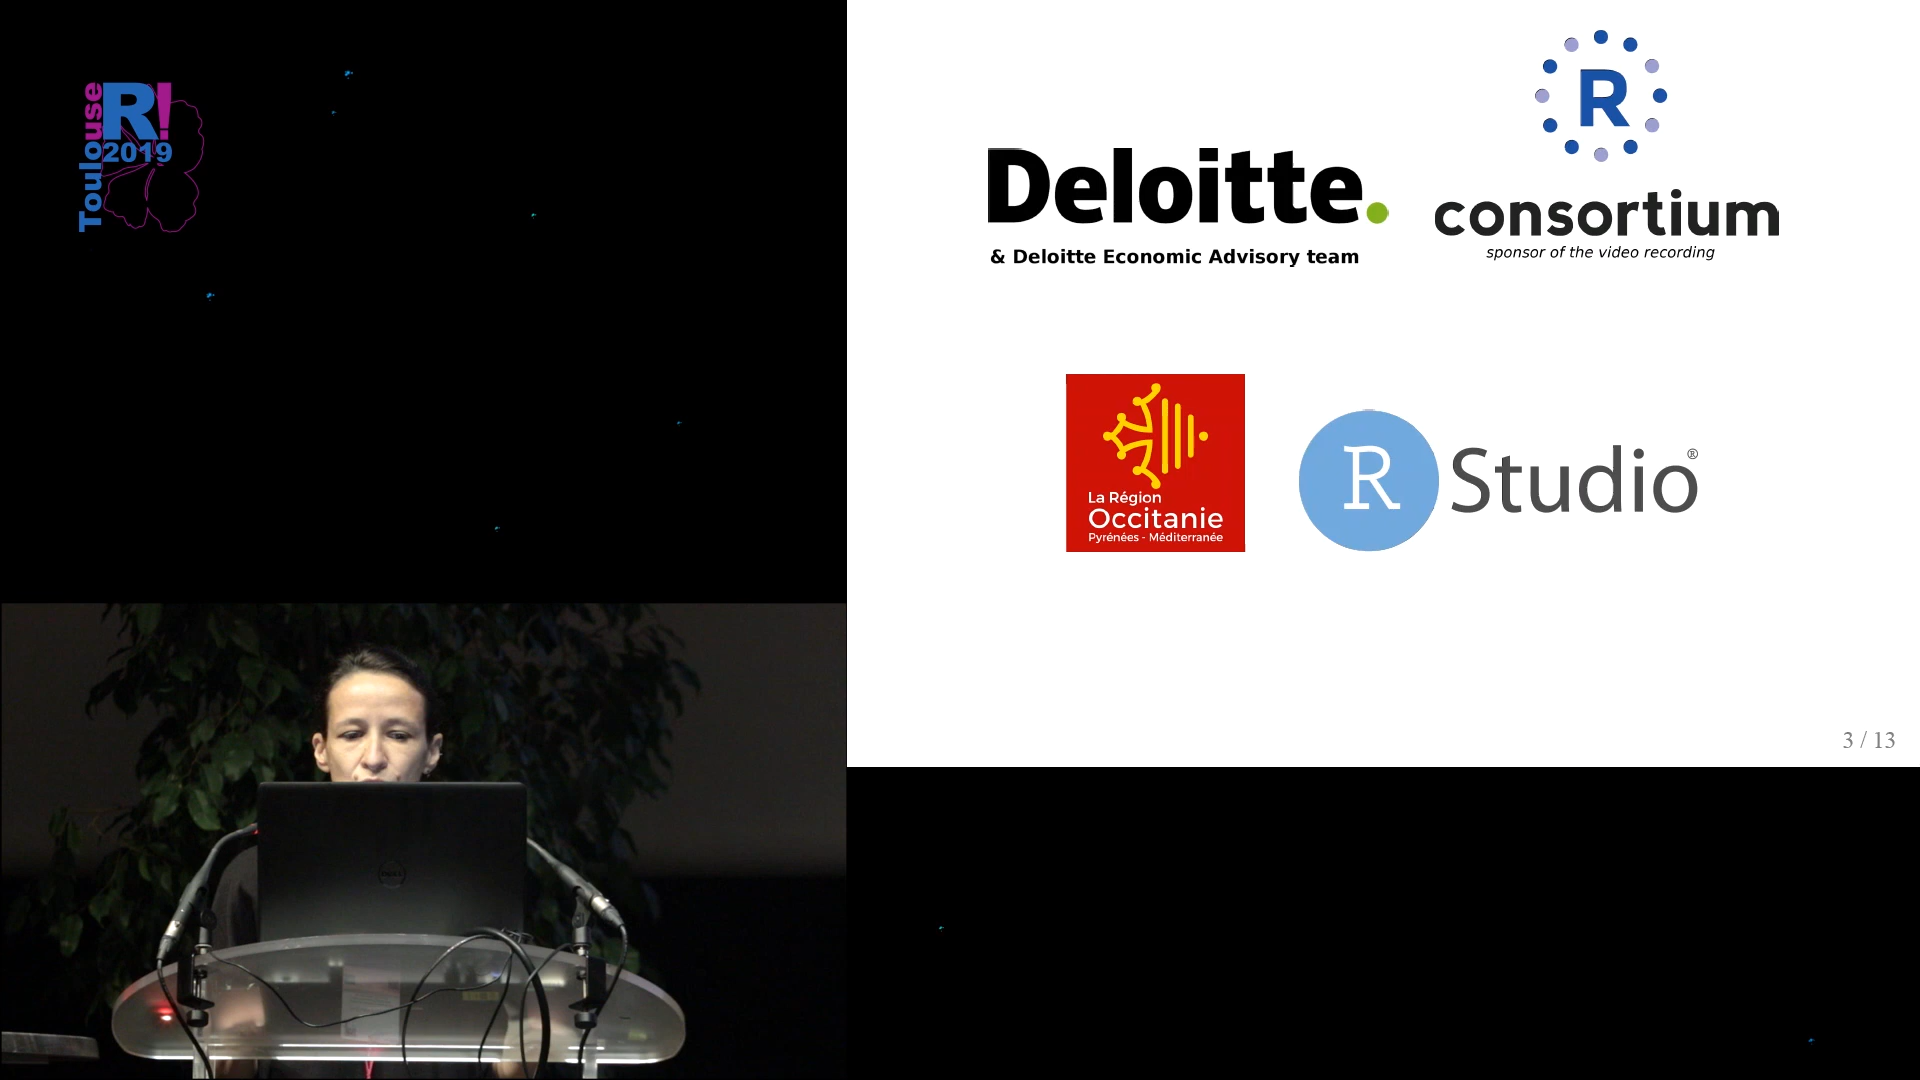 Toulouse
R!
2019
Deloitte.
& Deloitte Economic Advisory team
R
consortium
sponsor of the video recording
La Région
Occitanie
Pyrénées - Méditerranée
R Studio®
3 / 13
DELL